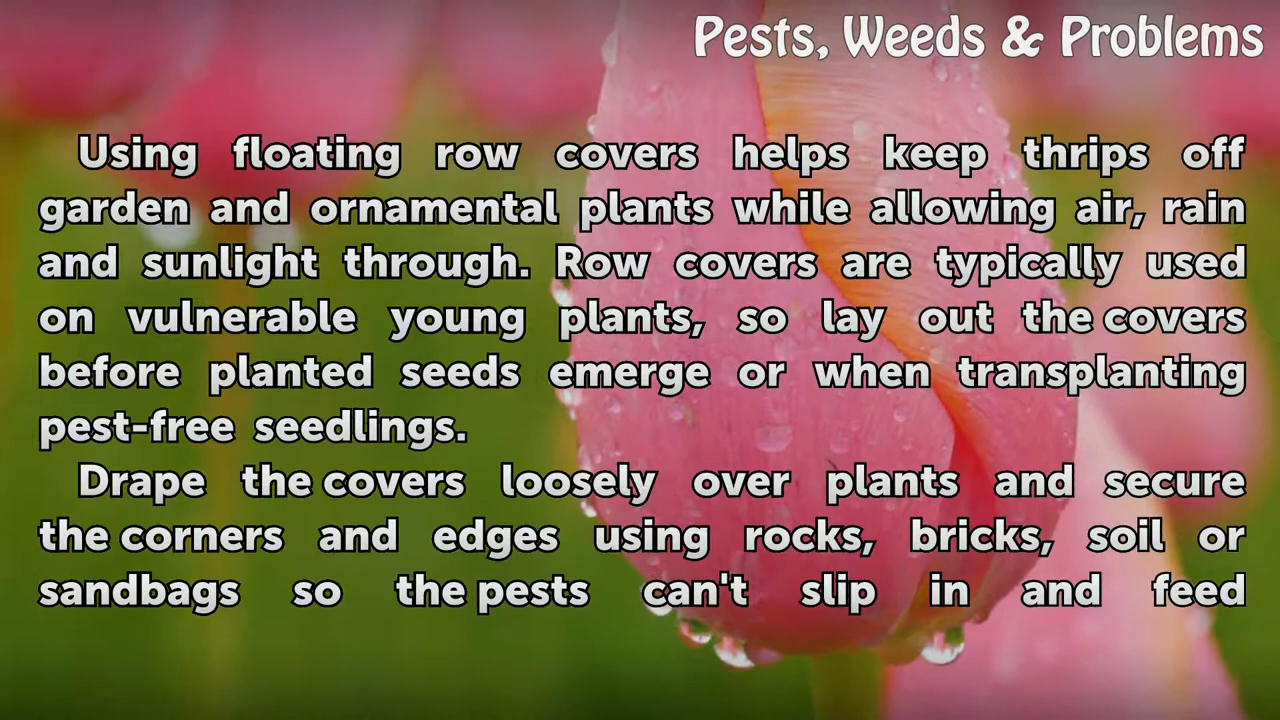 Pests, Weeds & Problems
Using floating row covers helps keep thrips off
garden and ornamental plants while allowing air, rain
and sunlight through. Row covers are typically used
on vulnerable young plants, so lay out the covers
before planted seeds emerge or when transplanting
pest-free seedlings.
Drape the covers loosely over plants and secure
the corners and edges using rocks, bricks, soil or
sandbags so the pests can't slip in and feed